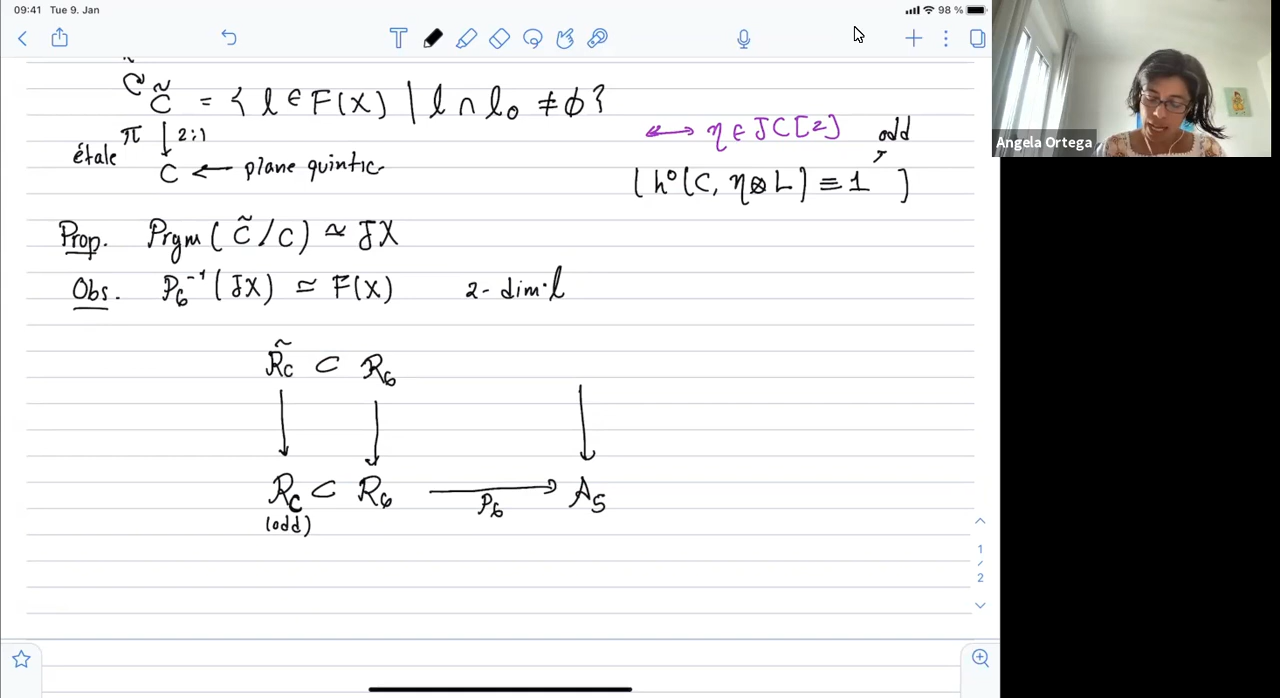 09:41 Tue 9. Jan 98 %
C̃ = { l ∈ F(X) | l ∩ l₀ ≠ ∅ }
π 2:1
étale
C ← plane quintic
↔ η ∈ JC[2] odd
( h⁰(C, η⊗L) ≡ 1 )
Prop. Prym( C̃ / C ) ≃ JX
Obs. P₆⁻¹( JX ) ≃ F(X) 2-dim'l
R̃_C ⊂ R₆
R_C ⊂ R₆ → A₅
P₆
(odd)
1
2
Angela Ortega